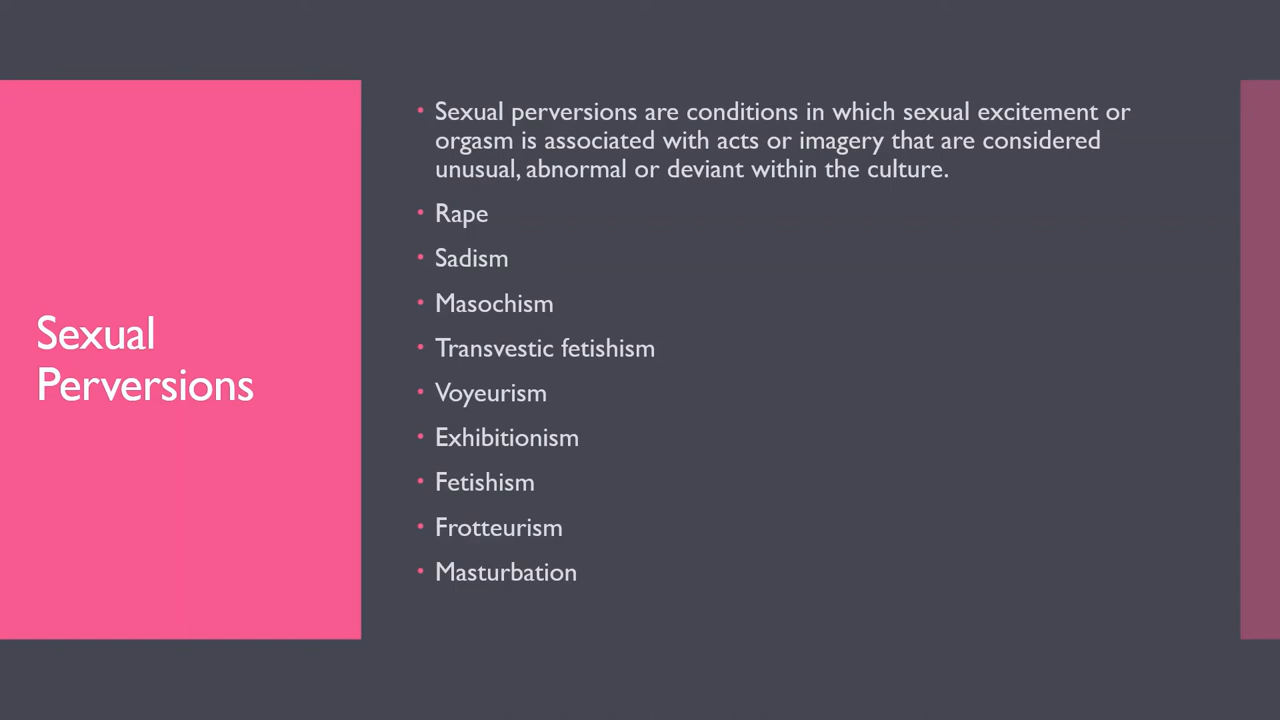 Sexual
Perversions
• Sexual perversions are conditions in which sexual excitement or
orgasm is associated with acts or imagery that are considered
unusual, abnormal or deviant within the culture.
• Rape
• Sadism
• Masochism
• Transvestic fetishism
• Voyeurism
• Exhibitionism
• Fetishism
• Frotteurism
• Masturbation